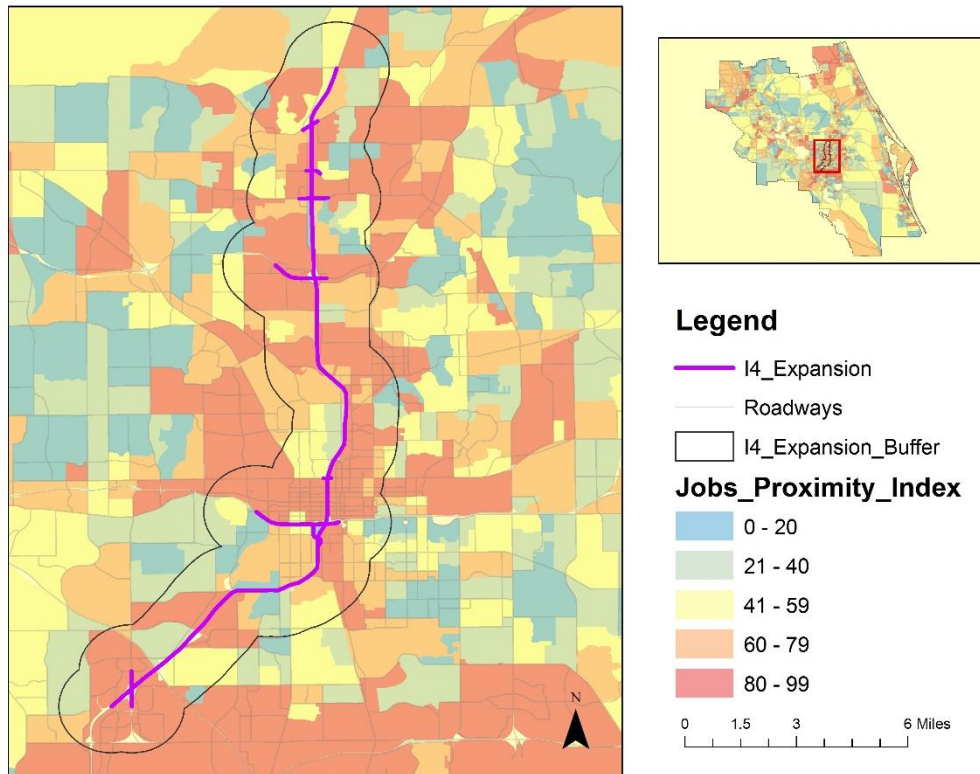 N
Legend
I4_Expansion
Roadways
I4_Expansion_Buffer
Jobs_Proximity_Index
0 - 20
21 - 40
41 - 59
60 - 79
80 - 99
0 1.5 3 6 Miles